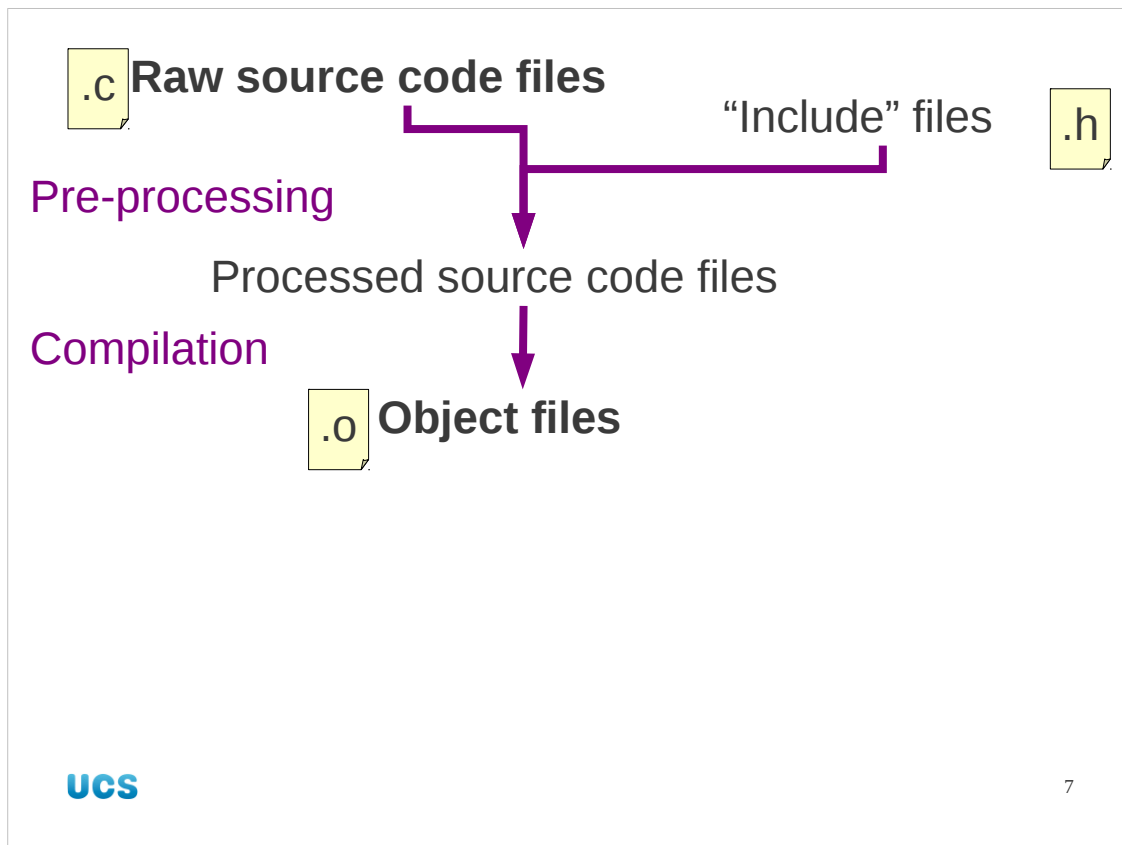 .c Raw source code files
“Include” files .h
Pre-processing
Processed source code files
Compilation
.o Object files
UCS
7